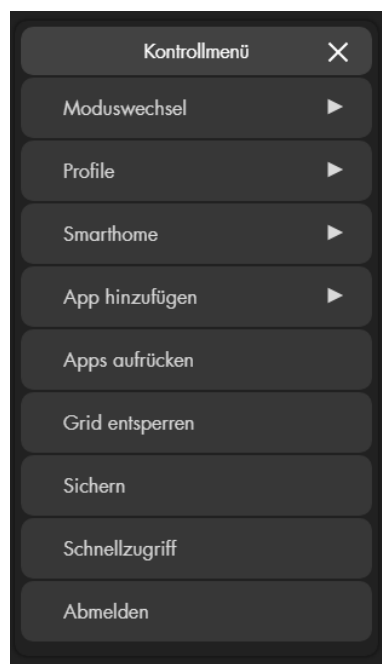 Kontrollmenü
Moduswechsel
Profile
Smarthome
App hinzufügen
Apps aufrücken
Grid entsperren
Sichern
Schnellzugriff
Abmelden